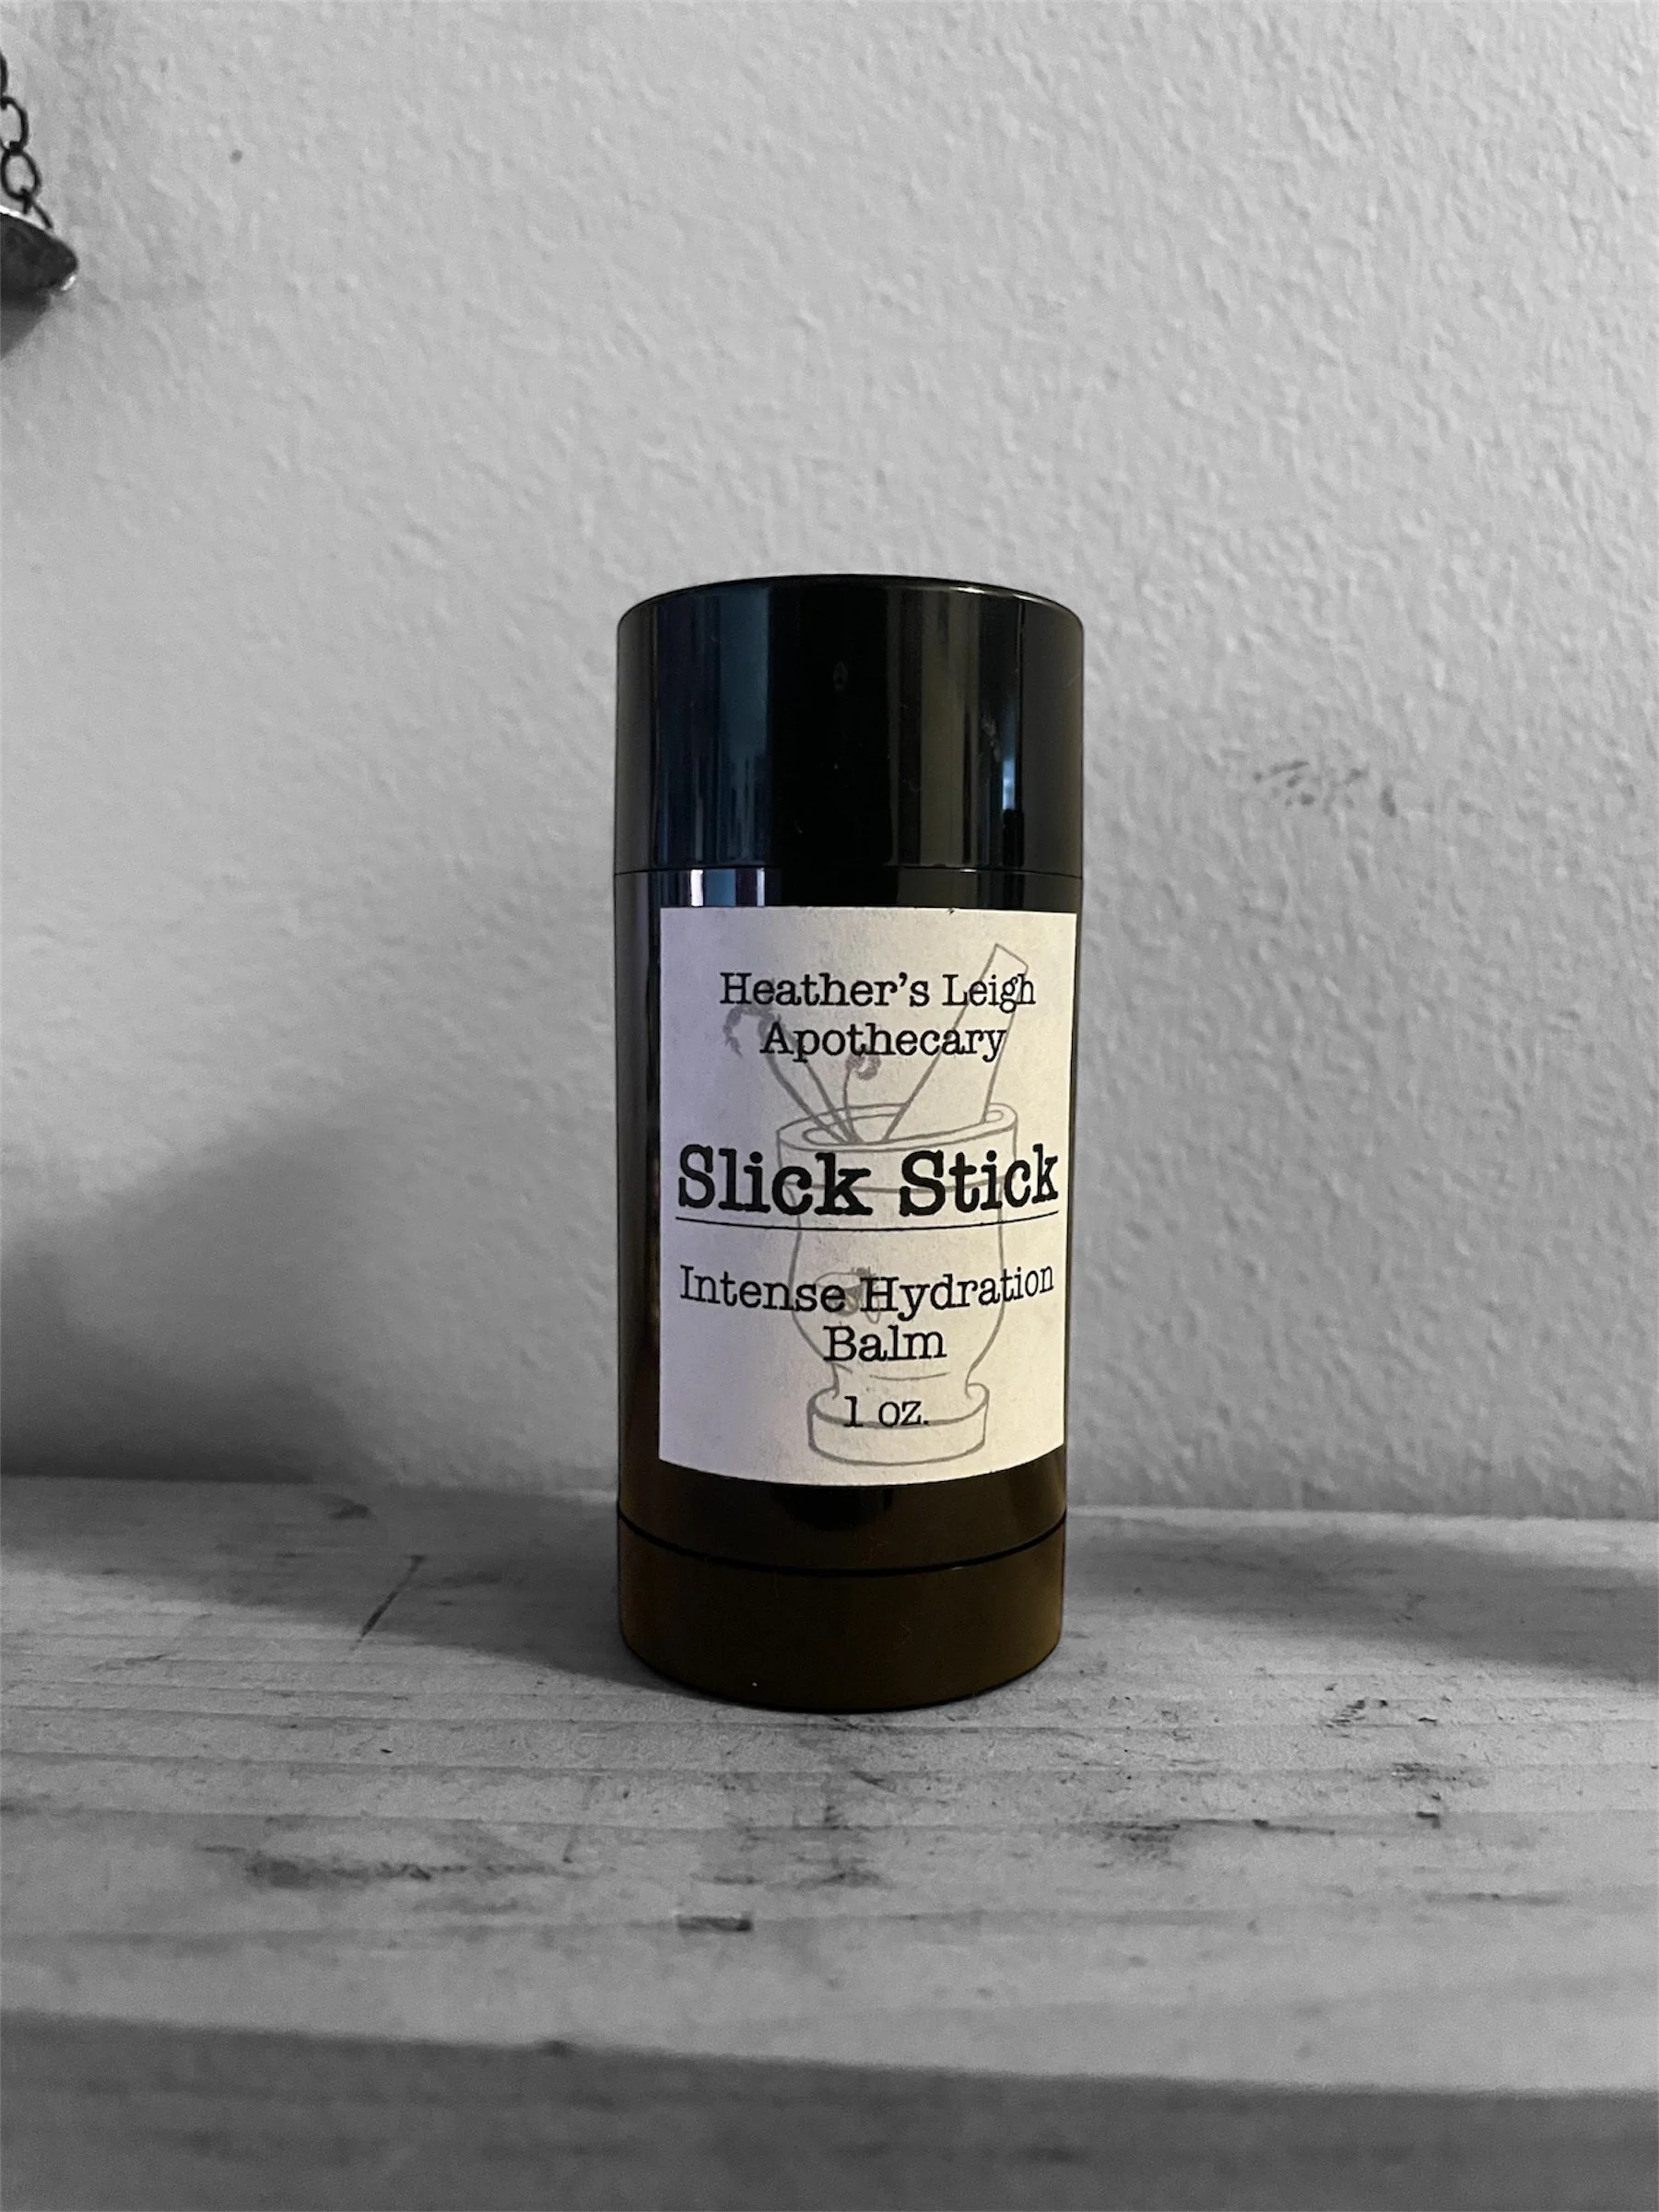 Heather's Leigh
Apothecary
Slick Stick
Intense Hydration
Balm
1 oz.